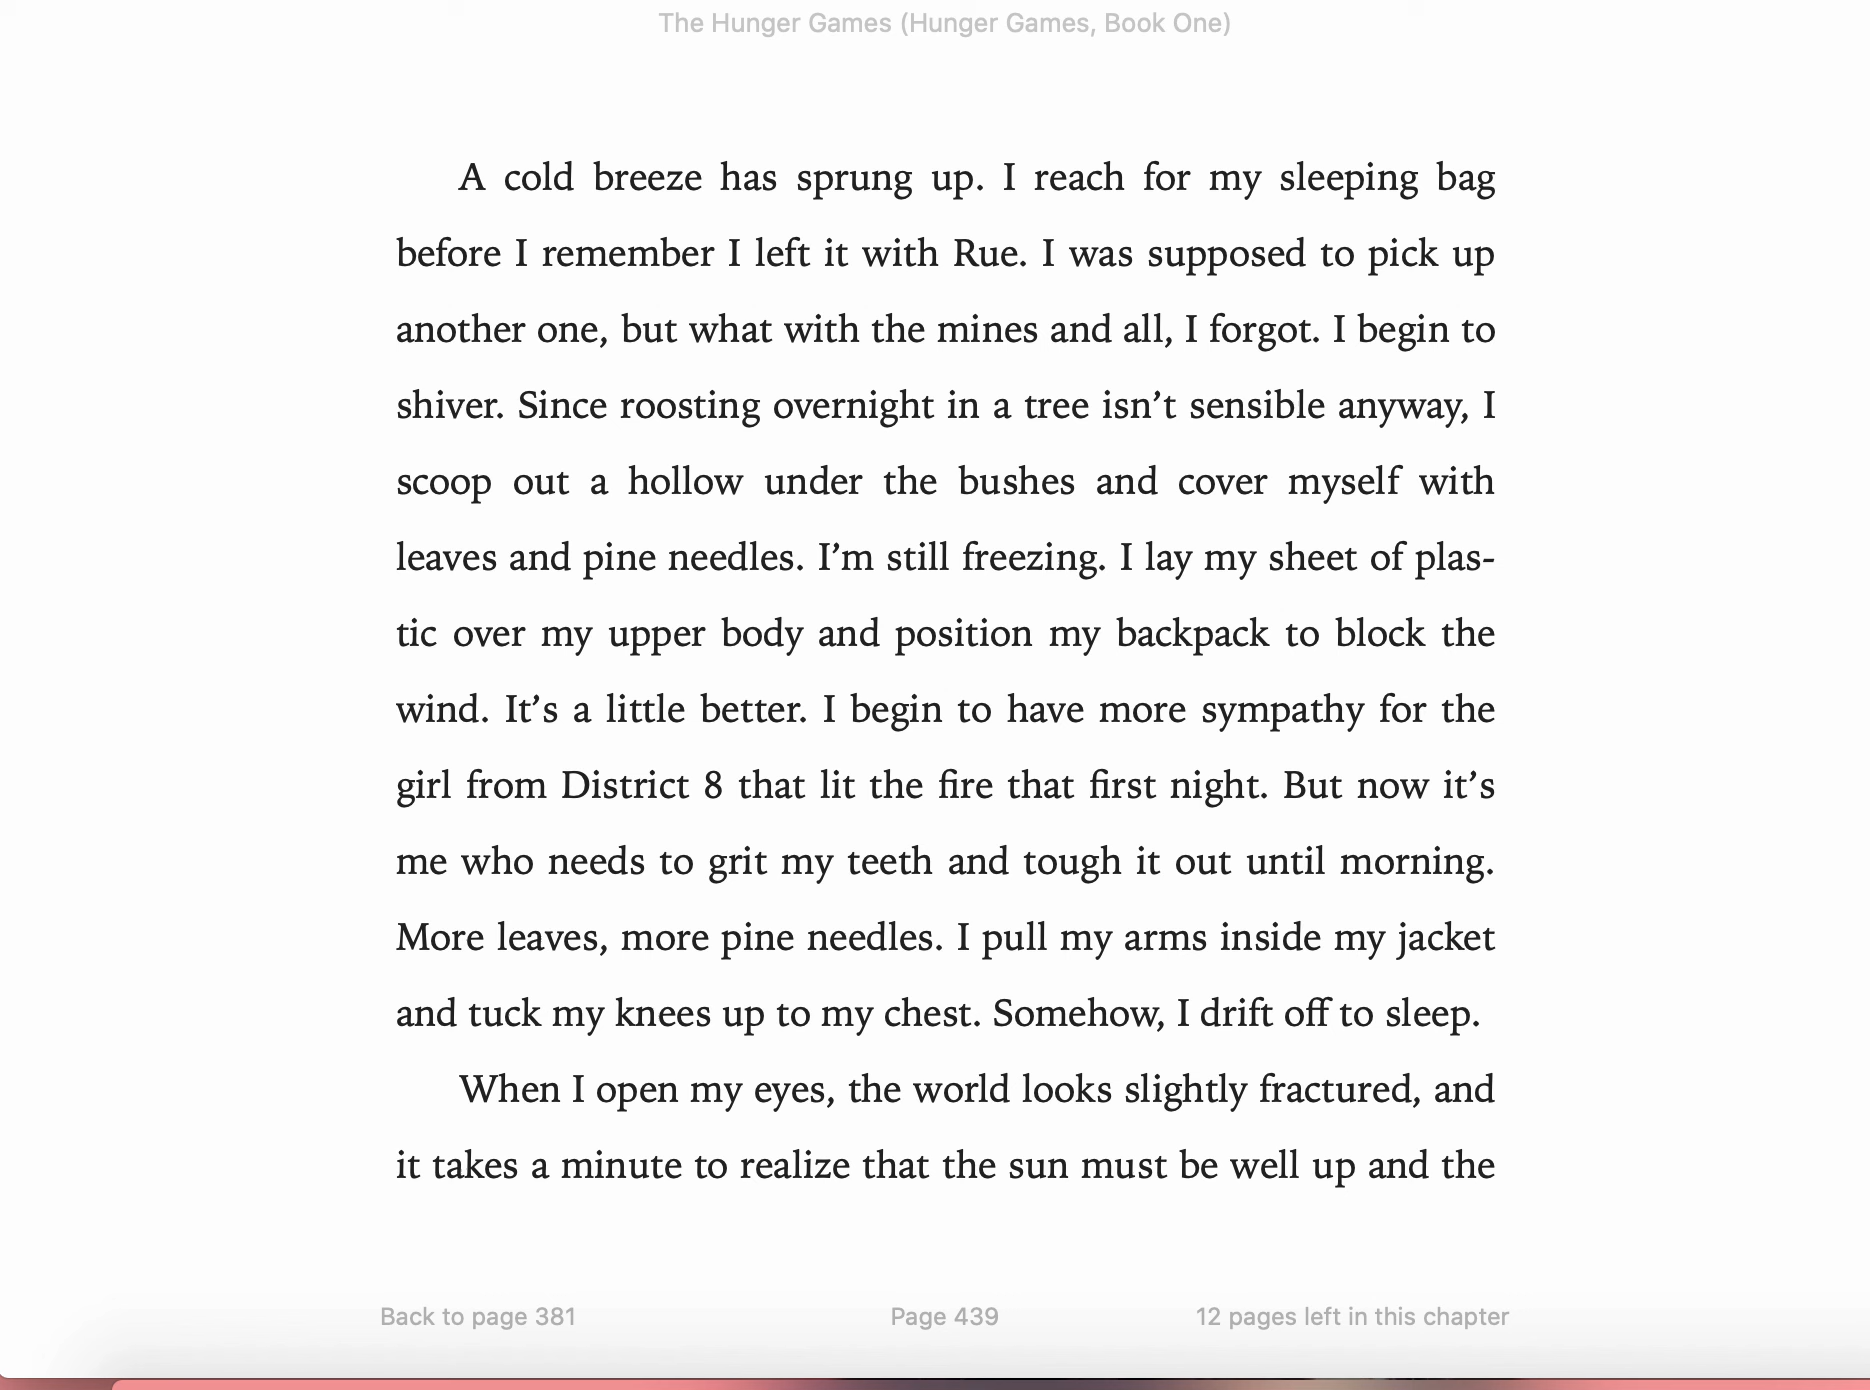 The Hunger Games (Hunger Games, Book One)
A cold breeze has sprung up. I reach for my sleeping bag
before I remember I left it with Rue. I was supposed to pick up
another one, but what with the mines and all, I forgot. I begin to
shiver. Since roosting overnight in a tree isn’t sensible anyway, I
scoop out a hollow under the bushes and cover myself with
leaves and pine needles. I’m still freezing. I lay my sheet of plas-
tic over my upper body and position my backpack to block the
wind. It’s a little better. I begin to have more sympathy for the
girl from District 8 that lit the fire that first night. But now it’s
me who needs to grit my teeth and tough it out until morning.
More leaves, more pine needles. I pull my arms inside my jacket
and tuck my knees up to my chest. Somehow, I drift off to sleep.
When I open my eyes, the world looks slightly fractured, and
it takes a minute to realize that the sun must be well up and the
Back to page 381
Page 439
12 pages left in this chapter